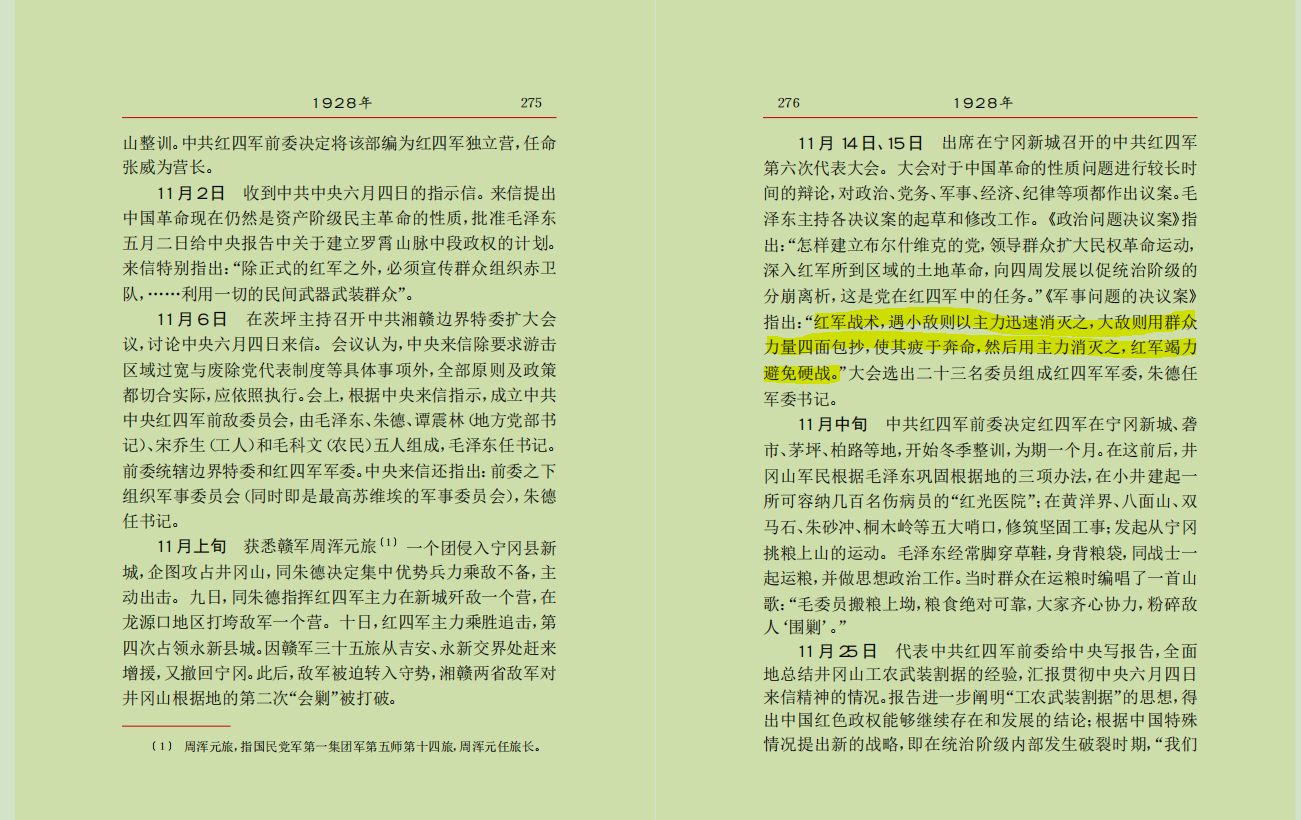 1928年 275
山整训。中共红四军前委决定将该部编为红四军独立营，任命
张威为营长。
11月2日 收到中共中央六月四日的指示信。来信提出
中国革命现在仍然是资产阶级民主革命的性质，批准毛泽东
五月二日给中央报告中关于建立罗霄山脉中段政权的计划。
来信特别指出：“除正式的红军之外，必须宣传群众组织赤卫
队，……利用一切的民间武器武装群众”。
11月6日 在茨坪主持召开中共湘赣边界特委扩大会
议，讨论中央六月四日来信。会议认为，中央来信除要求游击
区域过宽与废除党代表制度等具体事项外，全部原则及政策
都切合实际，应依照执行。会上，根据中央来信指示，成立中共
中央红四军前敌委员会，由毛泽东、朱德、谭震林（地方党部书
记）、宋乔生（工人）和毛科文（农民）五人组成，毛泽东任书记。
前委统辖边界特委和红四军军委。中央来信还指出：前委之下
组织军事委员会（同时即是最高苏维埃的军事委员会），朱德
任书记。
11月上旬 获悉赣军周浑元旅〔1〕一个团侵入宁冈县新
城，企图攻占井冈山，同朱德决定集中优势兵力乘敌不备，主
动出击。九日，同朱德指挥红四军主力在新城歼敌一个营，在
龙源口地区打垮敌军一个营。十日，红四军主力乘胜追击，第
四次占领永新县城。因赣军三十五旅从吉安、永新交界处赶来
增援，又撤回宁冈。此后，敌军被迫转入守势，湘赣两省敌军对
井冈山根据地的第二次“会剿”被打破。
〔1〕 周浑元旅，指国民党军第一集团军第五师第十四旅，周浑元任旅长。
276 1928年
11月14日、15日 出席在宁冈新城召开的中共红四军
第六次代表大会。大会对于中国革命的性质问题进行较长时
间的辩论，对政治、党务、军事、经济、纪律等项都作出议案。毛
泽东主持各决议案的起草和修改工作。《政治问题决议案》指
出：“怎样建立布尔什维克的党，领导群众扩大民权革命运动，
深入红军所到区域的土地革命，向四周发展以促统治阶级的
分崩离析，这是党在红四军中的任务。”《军事问题的决议案》
指出：“红军战术，遇小敌则以主力迅速消灭之，大敌则用群众
力量四面包抄，使其疲于奔命，然后用主力消灭之，红军竭力
避免硬战。”大会选出二十三名委员组成红四军军委，朱德任
军委书记。
11月中旬 中共红四军前委决定红四军在宁冈新城、砻
市、茅坪、柏路等地，开始冬季整训，为期一个月。在这前后，井
冈山军民根据毛泽东巩固根据地的三项办法，在小井建起一
所可容纳几百名伤病员的“红光医院”；在黄洋界、八面山、双
马石、朱砂冲、桐木岭等五大哨口，修筑坚固工事；发起从宁冈
挑粮上山的运动。毛泽东经常脚穿草鞋，身背粮袋，同战士一
起运粮，并做思想政治工作。当时群众在运粮时编唱了一首山
歌：“毛委员搬粮上坳，粮食绝对可靠，大家齐心协力，粉碎敌
人‘围剿’。”
11月25日 代表中共红四军前委给中央写报告，全面
地总结井冈山工农武装割据的经验，汇报贯彻中央六月四日
来信精神的情况。报告进一步阐明“工农武装割据”的思想，得
出中国红色政权能够继续存在和发展的结论；根据中国特殊
情况提出新的战略，即在统治阶级内部发生破裂时期，“我们